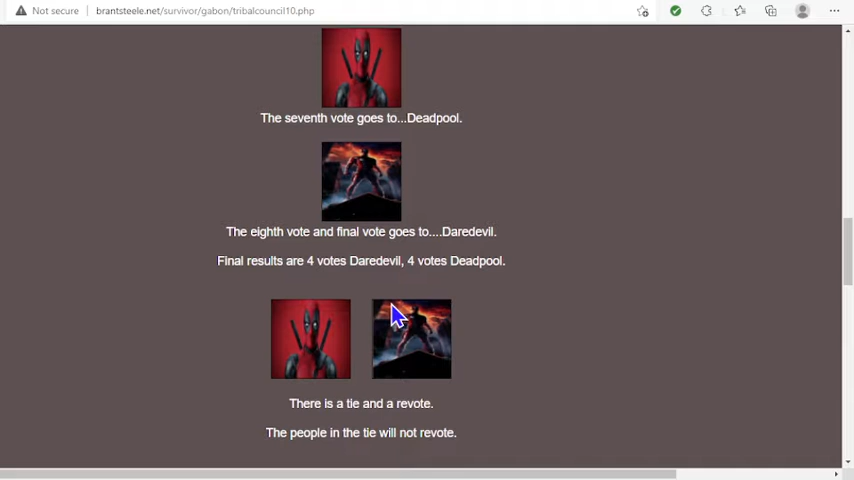 Not secure
brantsteele.net/survivor/gabon/tribalcouncil10.php
The seventh vote goes to...Deadpool.
The eighth vote and final vote goes to....Daredevil.
Final results are 4 votes Daredevil, 4 votes Deadpool.
There is a tie and a revote.
The people in the tie will not revote.